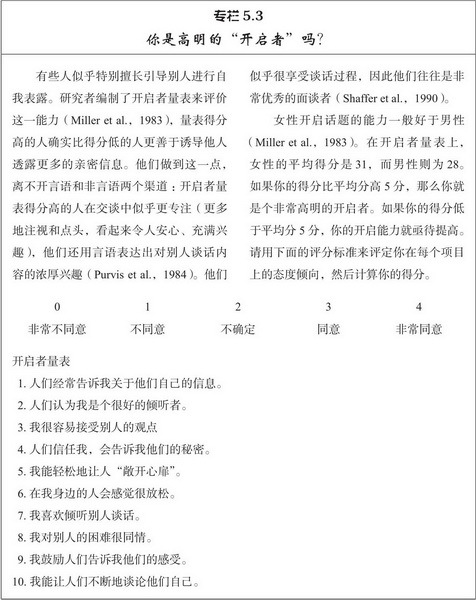 专栏 5.3
你是高明的“开启者”吗？
有些人似乎特别擅长引导别人进行自
我表露。研究者编制了开启者量表来评价
这一能力（Miller et al.，1983），量表得分
高的人确实比得分低的人更善于诱导他人
透露更多的亲密信息。他们做到这一点，
离不开言语和非言语两个渠道：开启者量
表得分高的人在交谈中似乎更专注（更多
地注视和点头，看起来令人安心、充满兴
趣），他们还用言语表达出对别人谈话内
容的浓厚兴趣（Purvis et al.，1984）。他们
似乎很享受谈话过程，因此他们往往是非
常优秀的面谈者（Shaffer et al.，1990）。
女性开启话题的能力一般好于男性
（Miller et al.，1983）。在开启者量表上，
女性的平均得分是 31，而男性则为 28。
如果你的得分比平均分高 5 分，那么你就
是个非常高明的开启者。如果你的得分低
于平均分 5 分，你的开启能力就亟待提高。
请用下面的评分标准来评定你在每个项目
上的态度倾向，然后计算你的得分。
0 1 2 3 4
非常不同意 不同意 不确定 同意 非常同意
开启者量表
1. 人们经常告诉我关于他们自己的信息。
2. 人们认为我是个很好的倾听者。
3. 我很容易接受别人的观点
4. 人们信任我，会告诉我他们的秘密。
5. 我能轻松地让人“敞开心扉”。
6. 在我身边的人会感觉很放松。
7. 我喜欢倾听别人谈话。
8. 我对别人的困难很同情。
9. 我鼓励人们告诉我他们的感受。
10. 我能让人们不断地谈论他们自己。